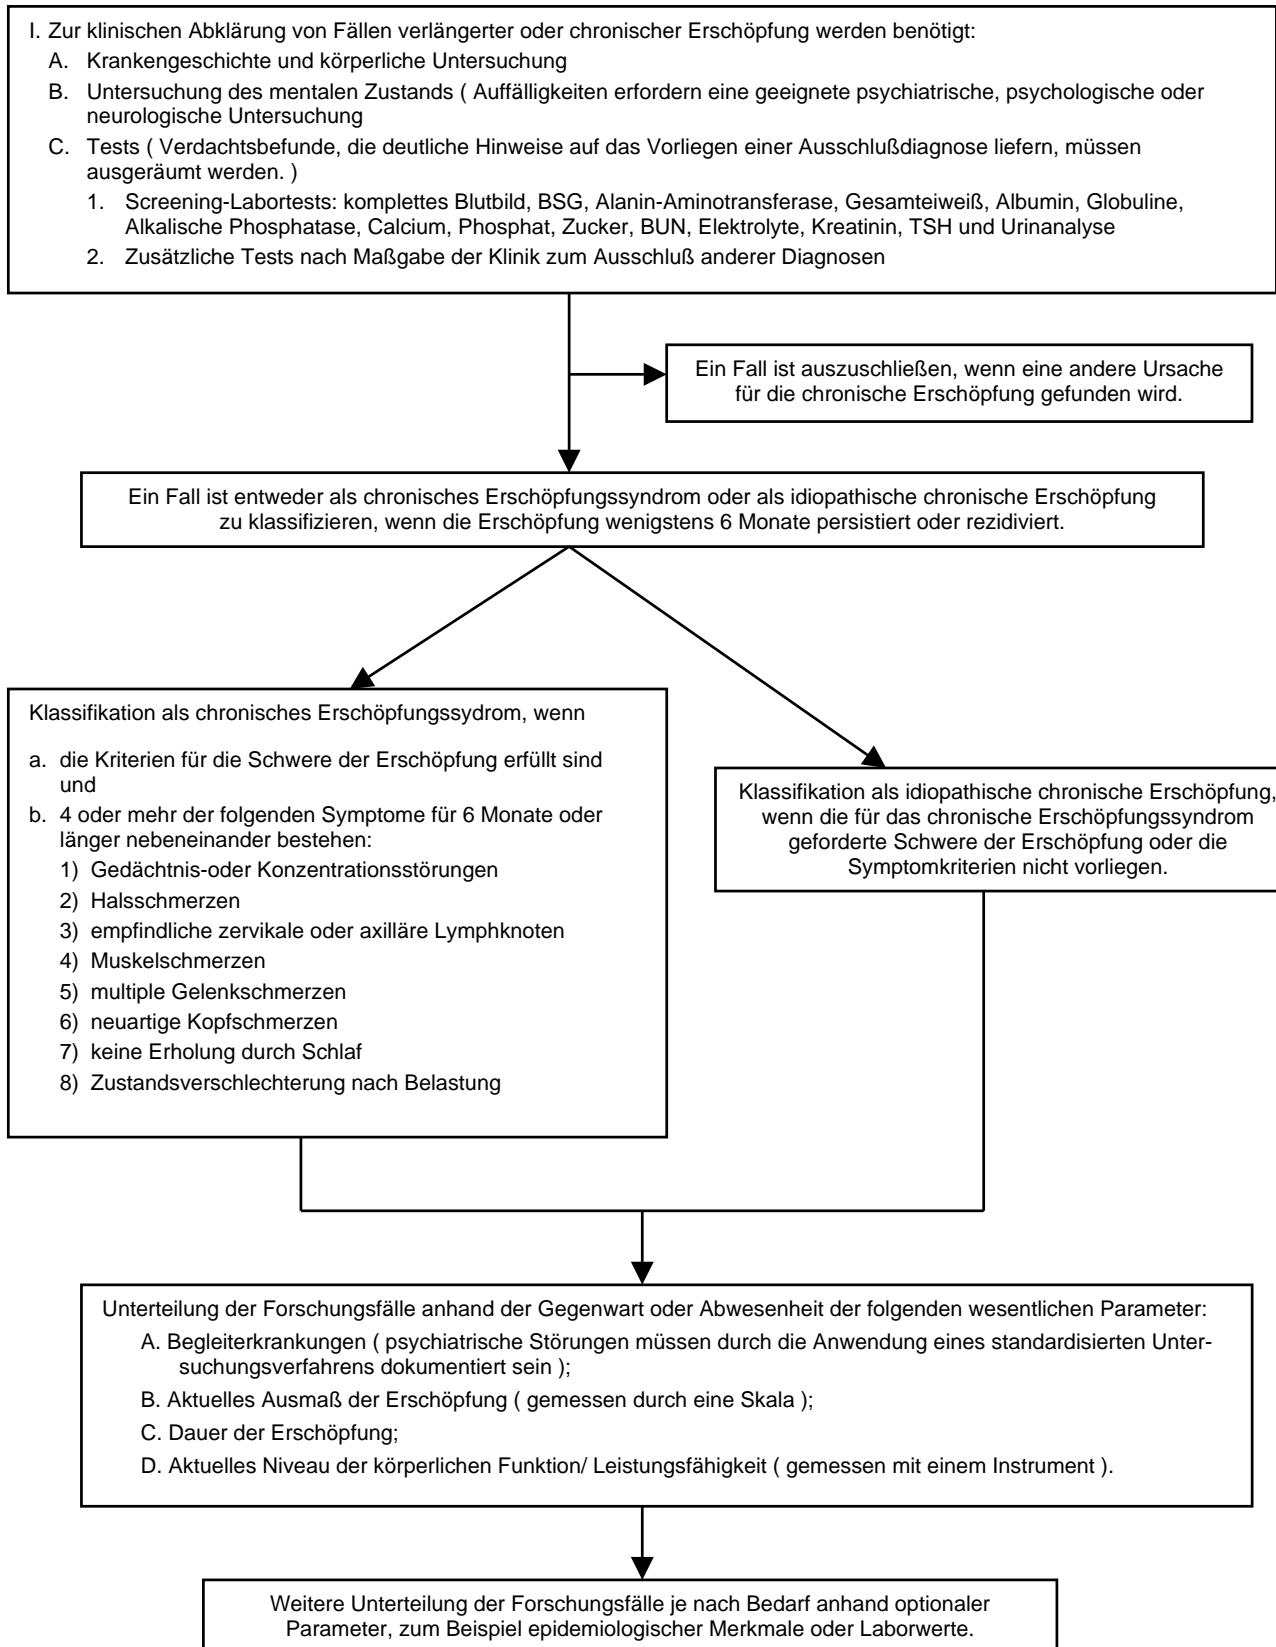 I. Zur klinischen Abklärung von Fällen verlängerter oder chronischer Erschöpfung werden benötigt:
A. Krankengeschichte und körperliche Untersuchung
B. Untersuchung des mentalen Zustands ( Auffälligkeiten erfordern eine geeignete psychiatrische, psychologische oder
neurologische Untersuchung
C. Tests ( Verdachtsbefunde, die deutliche Hinweise auf das Vorliegen einer Ausschlußdiagnose liefern, müssen
ausgeräumt werden. )
1. Screening-Labortests: komplettes Blutbild, BSG, Alanin-Aminotransferase, Gesamteiweiß, Albumin, Globuline,
Alkalische Phosphatase, Calcium, Phosphat, Zucker, BUN, Elektrolyte, Kreatinin, TSH und Urinanalyse
2. Zusätzliche Tests nach Maßgabe der Klinik zum Ausschluß anderer Diagnosen
Ein Fall ist auszuschließen, wenn eine andere Ursache
für die chronische Erschöpfung gefunden wird.
Ein Fall ist entweder als chronisches Erschöpfungssyndrom oder als idiopathische chronische Erschöpfung
zu klassifizieren, wenn die Erschöpfung wenigstens 6 Monate persistiert oder rezidiviert.
Klassifikation als chronisches Erschöpfungssydrom, wenn
a. die Kriterien für die Schwere der Erschöpfung erfüllt sind
und
b. 4 oder mehr der folgenden Symptome für 6 Monate oder
länger nebeneinander bestehen:
1) Gedächtnis-oder Konzentrationsstörungen
2) Halsschmerzen
3) empfindliche zervikale oder axilläre Lymphknoten
4) Muskelschmerzen
5) multiple Gelenkschmerzen
6) neuartige Kopfschmerzen
7) keine Erholung durch Schlaf
8) Zustandsverschlechterung nach Belastung
Klassifikation als idiopathische chronische Erschöpfung,
wenn die für das chronische Erschöpfungssyndrom
geforderte Schwere der Erschöpfung oder die
Symptomkriterien nicht vorliegen.
Unterteilung der Forschungsfälle anhand der Gegenwart oder Abwesenheit der folgenden wesentlichen Parameter:
A. Begleiterkrankungen ( psychiatrische Störungen müssen durch die Anwendung eines standardisierten Unter-
suchungsverfahrens dokumentiert sein );
B. Aktuelles Ausmaß der Erschöpfung ( gemessen durch eine Skala );
C. Dauer der Erschöpfung;
D. Aktuelles Niveau der körperlichen Funktion/ Leistungsfähigkeit ( gemessen mit einem Instrument ).
Weitere Unterteilung der Forschungsfälle je nach Bedarf anhand optionaler
Parameter, zum Beispiel epidemiologischer Merkmale oder Laborwerte.